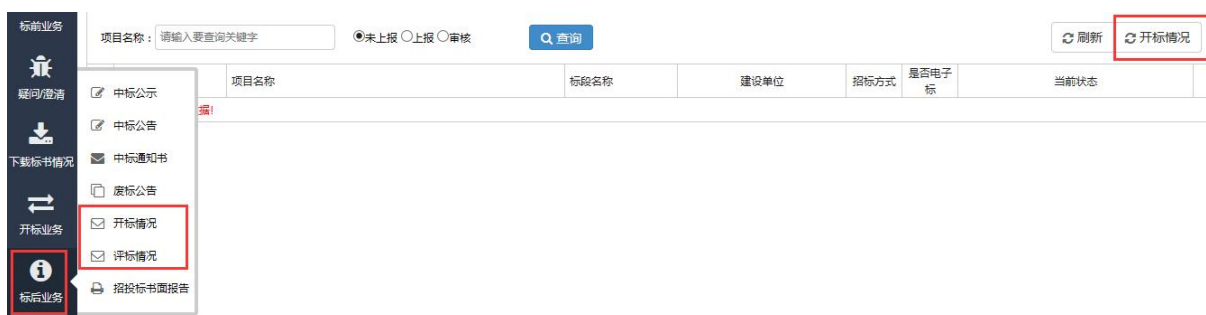 标前业务
项目名称：
请输入要查询关键字
未上报 上报 审核
查询
刷新
开标情况
疑问/澄清
项目名称
标段名称
建设单位
招标方式
是否电子
标
当前状态
据!
中标公示
中标公告
中标通知书
废标公告
开标情况
评标情况
招投标书面报告
下载标书情况
开标业务
标后业务